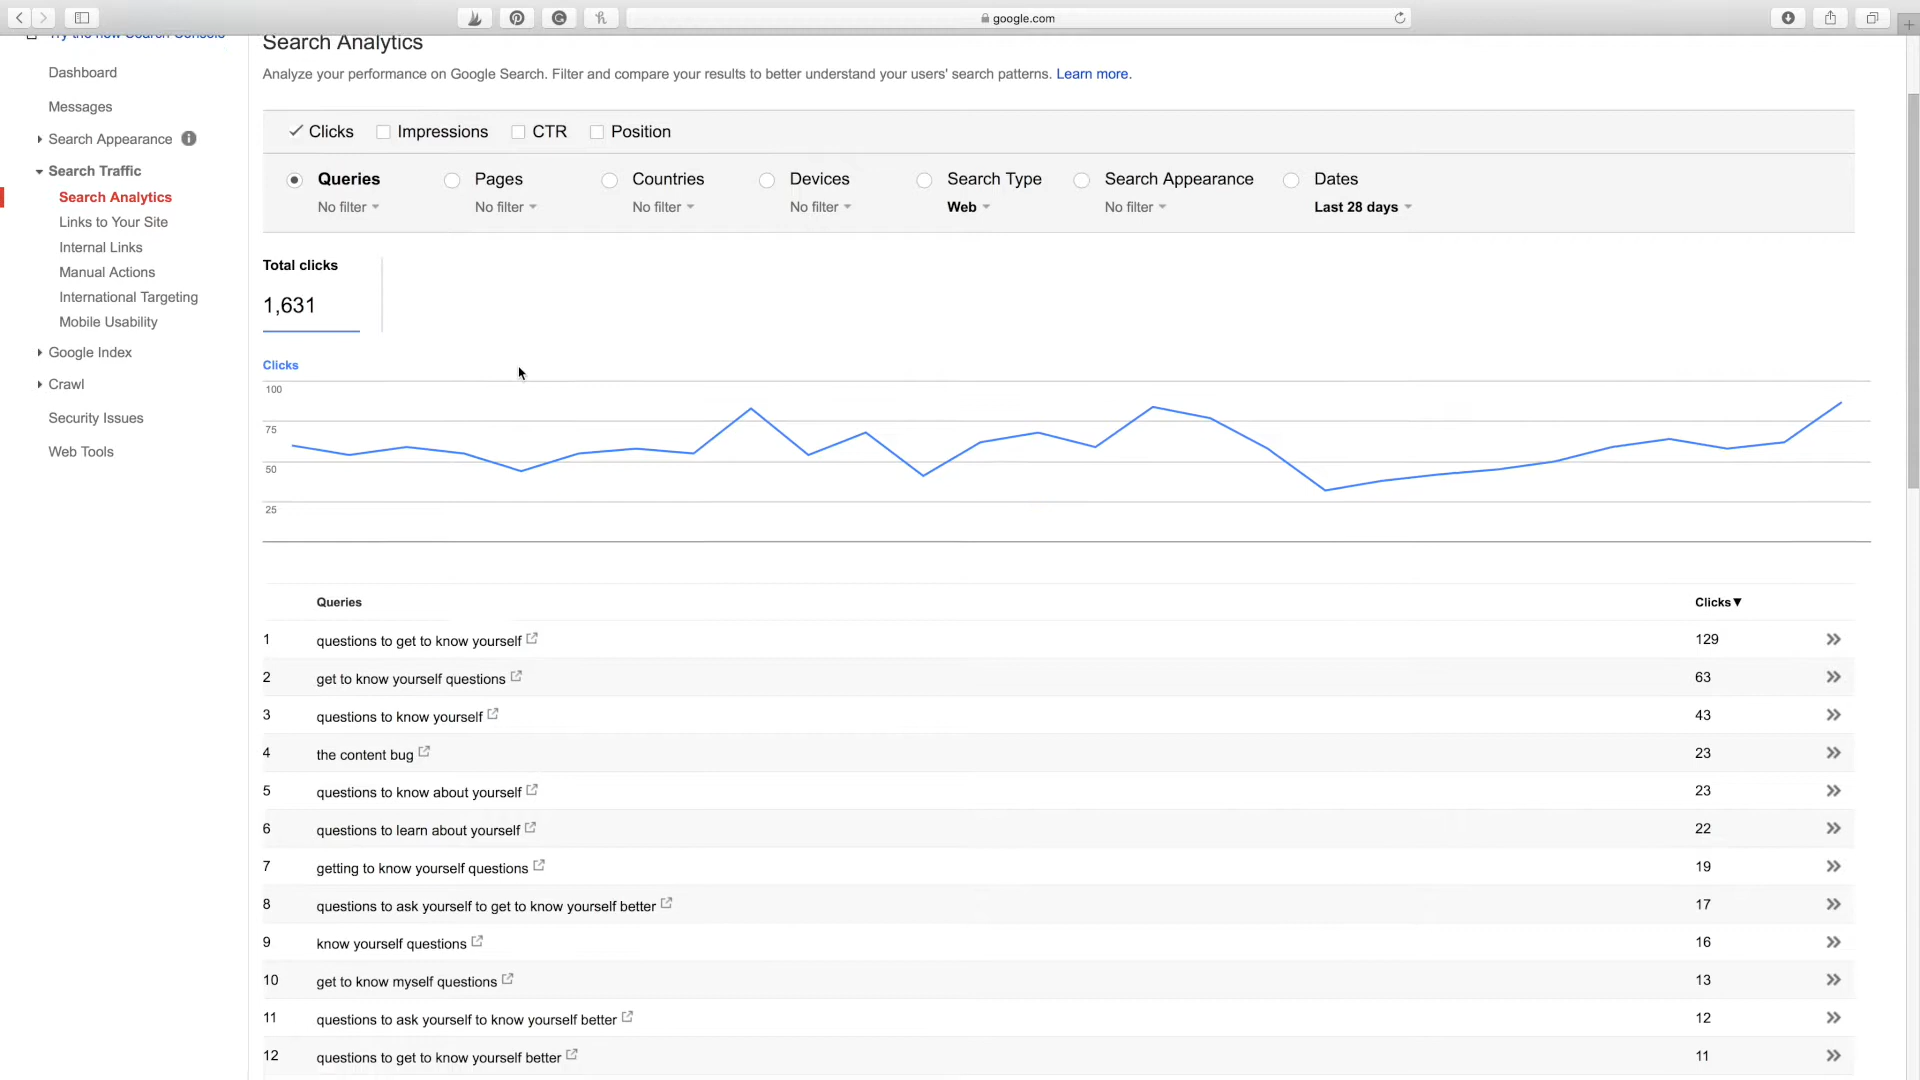 google.com
Try the new Search Console
Dashboard
Messages
Search Appearance
Search Traffic
Search Analytics
Links to Your Site
Internal Links
Manual Actions
International Targeting
Mobile Usability
Google Index
Crawl
Security Issues
Web Tools
Search Analytics
Analyze your performance on Google Search. Filter and compare your results to better understand your users' search patterns. Learn more.
Clicks Impressions CTR Position
Queries Pages Countries Devices Search Type Search Appearance Dates
No filter No filter No filter No filter Web No filter Last 28 days
Total clicks
1,631
Clicks
100
75
50
25
Queries Clicks▼
1 questions to get to know yourself 129
2 get to know yourself questions 63
3 questions to know yourself 43
4 the content bug 23
5 questions to know about yourself 23
6 questions to learn about yourself 22
7 getting to know yourself questions 19
8 questions to ask yourself to get to know yourself better 17
9 know yourself questions 16
10 get to know myself questions 13
11 questions to ask yourself to know yourself better 12
12 questions to get to know yourself better 11